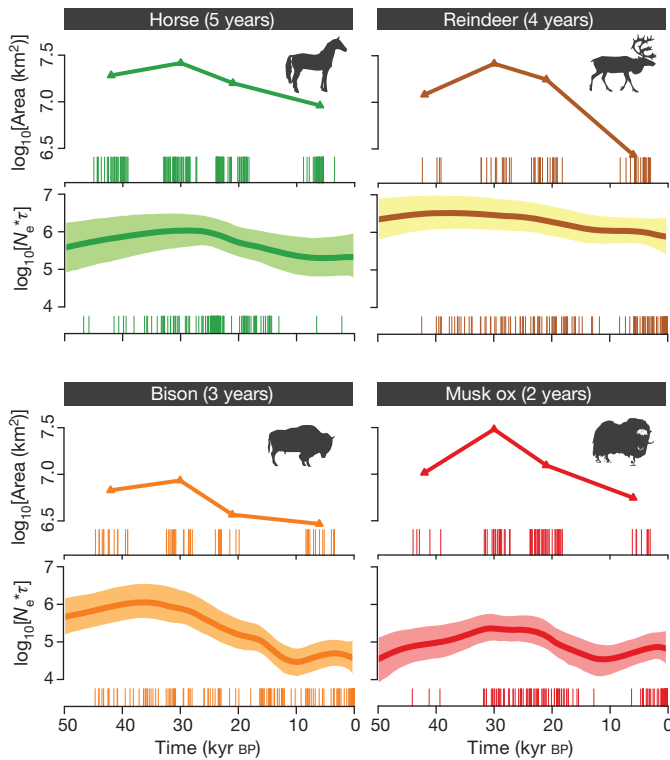 Horse (5 years)
Reindeer (4 years)
log10[Area (km²)]
7.5
7.0
6.5
log10[Ne*τ]
7
6
5
4
Bison (3 years)
Musk ox (2 years)
log10[Area (km²)]
7.5
7.0
6.5
log10[Ne*τ]
7
6
5
4
50 40 30 20 10 0
50 40 30 20 10 0
Time (kyr BP)
Time (kyr BP)